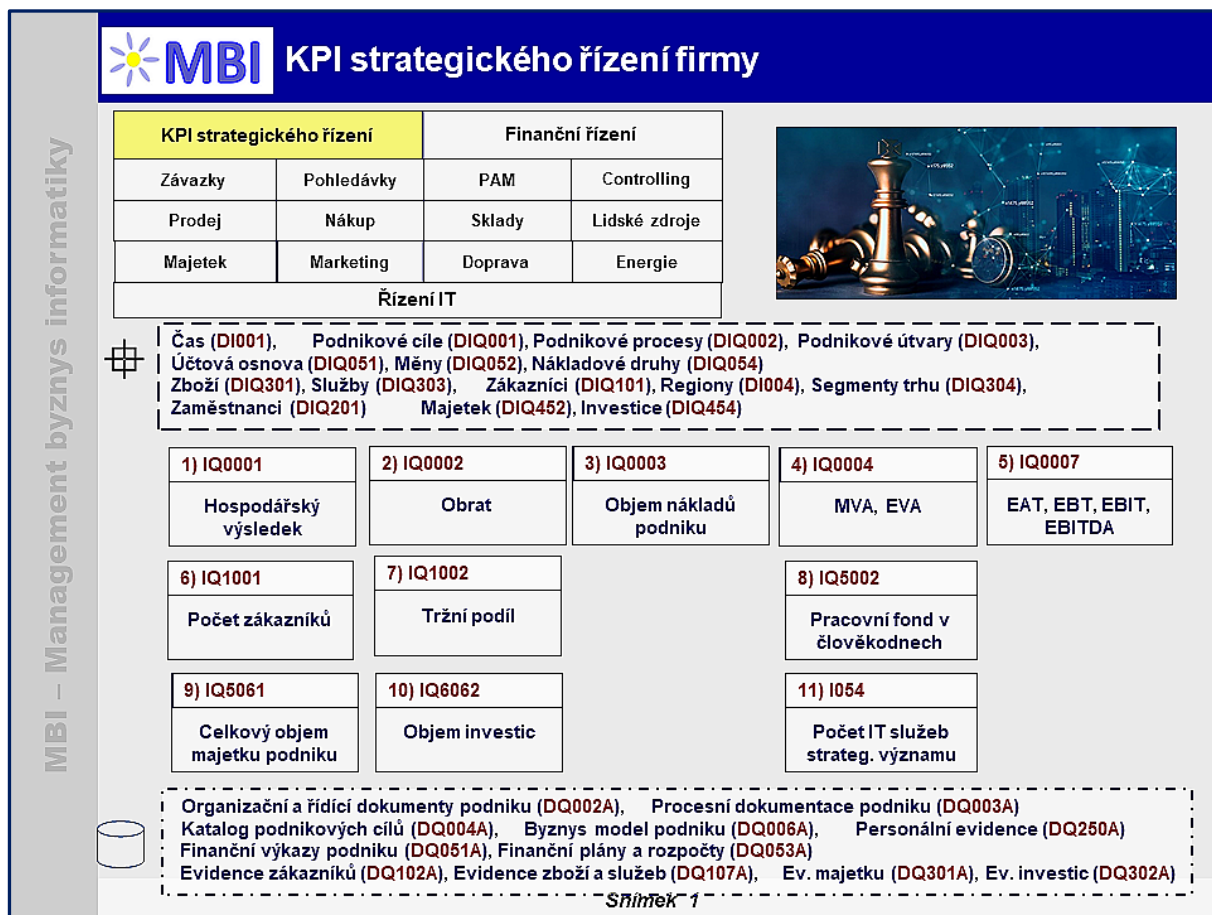 MBI
KPI strategického řízení firmy
MBI – Management byznys informatiky
KPI strategického řízení
Finanční řízení
Závazky
Pohledávky
PAM
Controlling
Prodej
Nákup
Sklady
Lidské zdroje
Majetek
Marketing
Doprava
Energie
Řízení IT
Čas (DI001), Podnikové cíle (DIQ001), Podnikové procesy (DIQ002), Podnikové útvary (DIQ003),
Účtová osnova (DIQ051), Měny (DIQ052), Nákladové druhy (DIQ054)
Zboží (DIQ301), Služby (DIQ303), Zákazníci (DIQ101), Regiony (DI004), Segmenty trhu (DIQ304),
Zaměstnanci (DIQ201) Majetek (DIQ452), Investice (DIQ454)
1) IQ0001
Hospodářský
výsledek
2) IQ0002
Obrat
3) IQ0003
Objem nákladů
podniku
4) IQ0004
MVA, EVA
5) IQ0007
EAT, EBT, EBIT,
EBITDA
6) IQ1001
Počet zákazníků
7) IQ1002
Tržní podíl
8) IQ5002
Pracovní fond v
člověkodnech
9) IQ5061
Celkový objem
majetku podniku
10) IQ6062
Objem investic
11) I054
Počet IT služeb
strateg. významu
Organizační a řídící dokumenty podniku (DQ002A), Procesní dokumentace podniku (DQ003A)
Katalog podnikových cílů (DQ004A), Byznys model podniku (DQ006A), Personální evidence (DQ250A)
Finanční výkazy podniku (DQ051A), Finanční plány a rozpočty (DQ053A)
Evidence zákazníků (DQ102A), Evidence zboží a služeb (DQ107A), Ev. majetku (DQ301A), Ev. investic (DQ302A)
Snímek 1